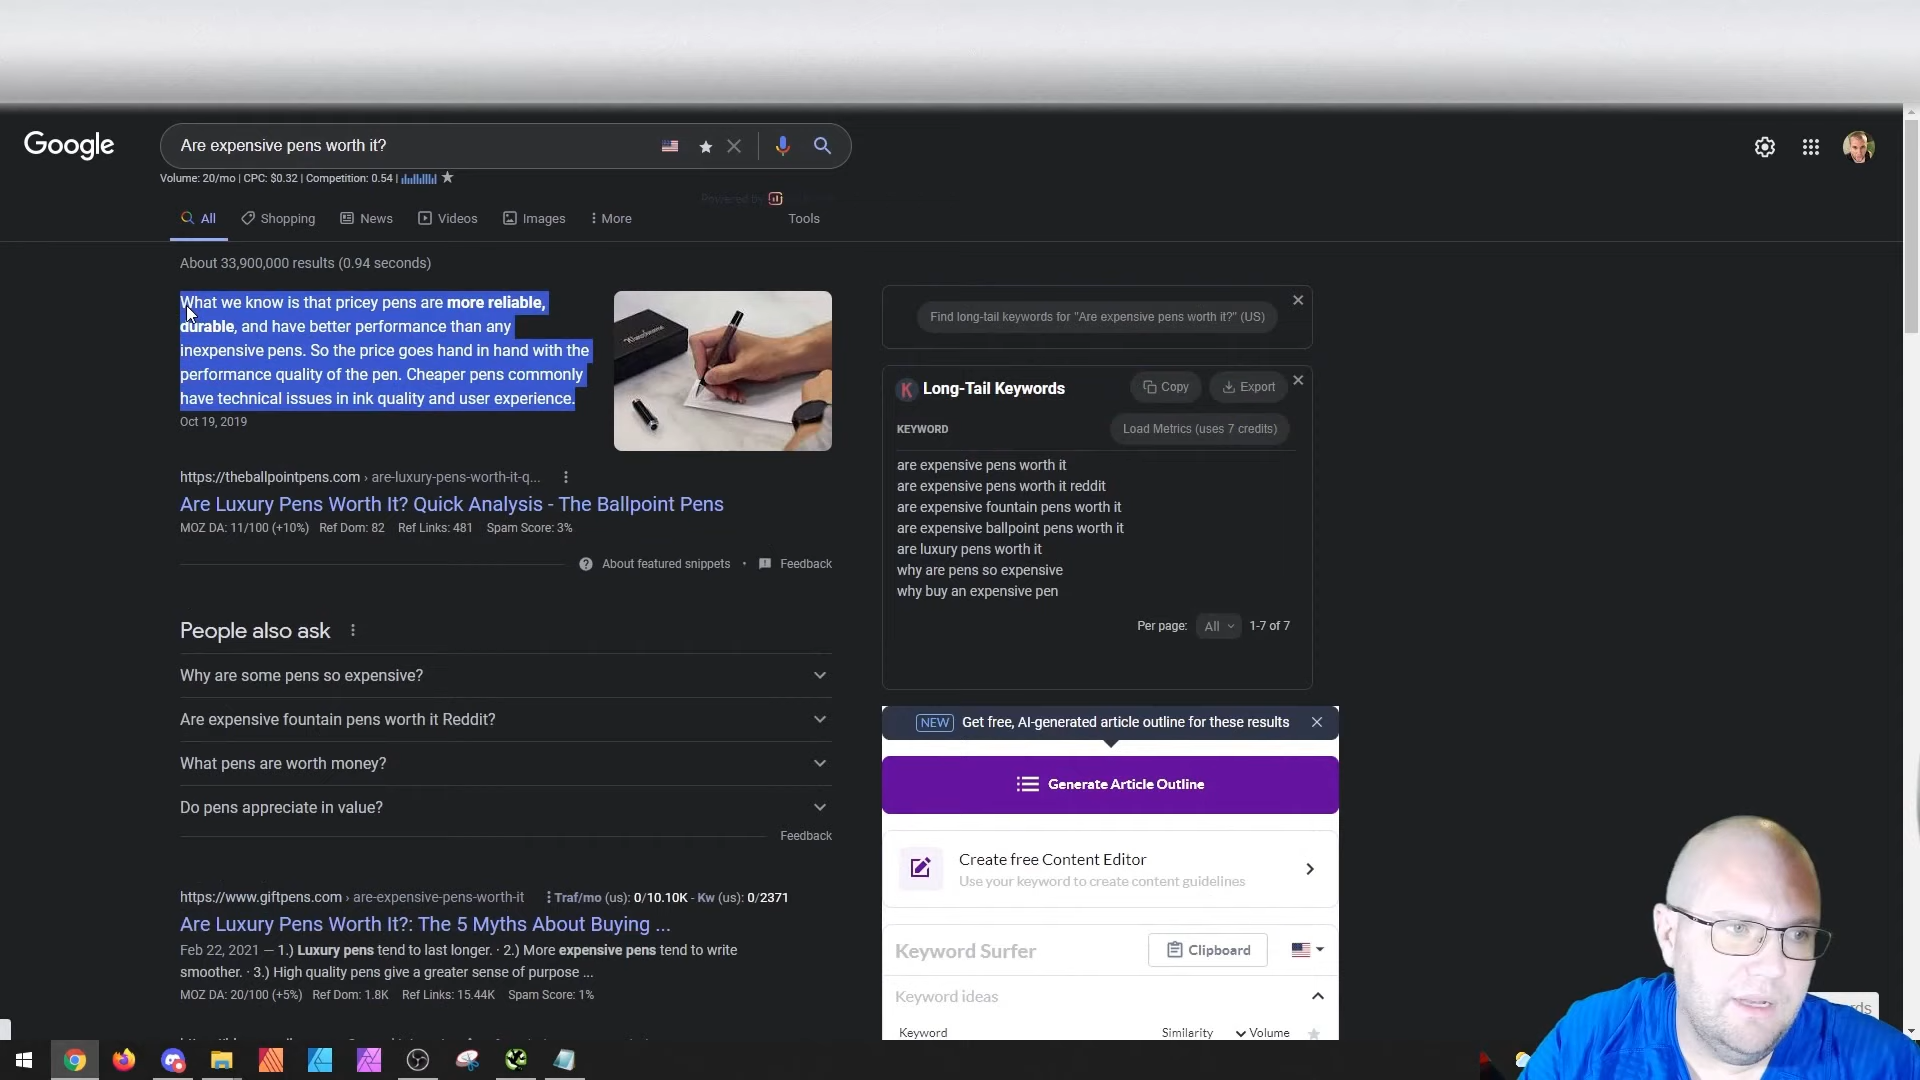 Google
Are expensive pens worth it?
Volume: 20/mo | CPC: $0.32 | Competition: 0.54 |
Powered by
All
Shopping
News
Videos
Images
More
Tools
About 33,900,000 results (0.94 seconds)
What we know is that pricey pens are more reliable,
durable, and have better performance than any
inexpensive pens. So the price goes hand in hand with the
performance quality of the pen. Cheaper pens commonly
have technical issues in ink quality and user experience.
Oct 19, 2019
https://theballpointpens.com › are-luxury-pens-worth-it-q...
Are Luxury Pens Worth It? Quick Analysis - The Ballpoint Pens
MOZ DA: 11/100 (+10%) Ref Dom: 82 Ref Links: 481 Spam Score: 3%
About featured snippets • Feedback
People also ask
Why are some pens so expensive?
Are expensive fountain pens worth it Reddit?
What pens are worth money?
Do pens appreciate in value?
Feedback
https://www.giftpens.com › are-expensive-pens-worth-it
Traf/mo (us): 0/10.10K - Kw (us): 0/2371
Are Luxury Pens Worth It?: The 5 Myths About Buying ...
Feb 22, 2021 — 1.) Luxury pens tend to last longer. · 2.) More expensive pens tend to write
smoother. · 3.) High quality pens give a greater sense of purpose ...
MOZ DA: 20/100 (+5%) Ref Dom: 1.8K Ref Links: 15.44K Spam Score: 1%
Find long-tail keywords for "Are expensive pens worth it?" (US)
K Long-Tail Keywords
Copy
Export
KEYWORD
Load Metrics (uses 7 credits)
are expensive pens worth it
are expensive pens worth it reddit
are expensive fountain pens worth it
are expensive ballpoint pens worth it
are luxury pens worth it
why are pens so expensive
why buy an expensive pen
Per page: All 1-7 of 7
NEW Get free, AI-generated article outline for these results
Generate Article Outline
Create free Content Editor
Use your keyword to create content guidelines
Keyword Surfer
Clipboard
Keyword ideas
Keyword
Similarity
Volume